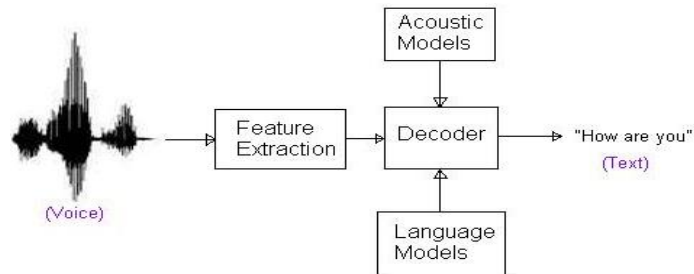 Acoustic
Models
Feature
Extraction
Decoder
"How are you"
(Text)
(Voice)
Language
Models